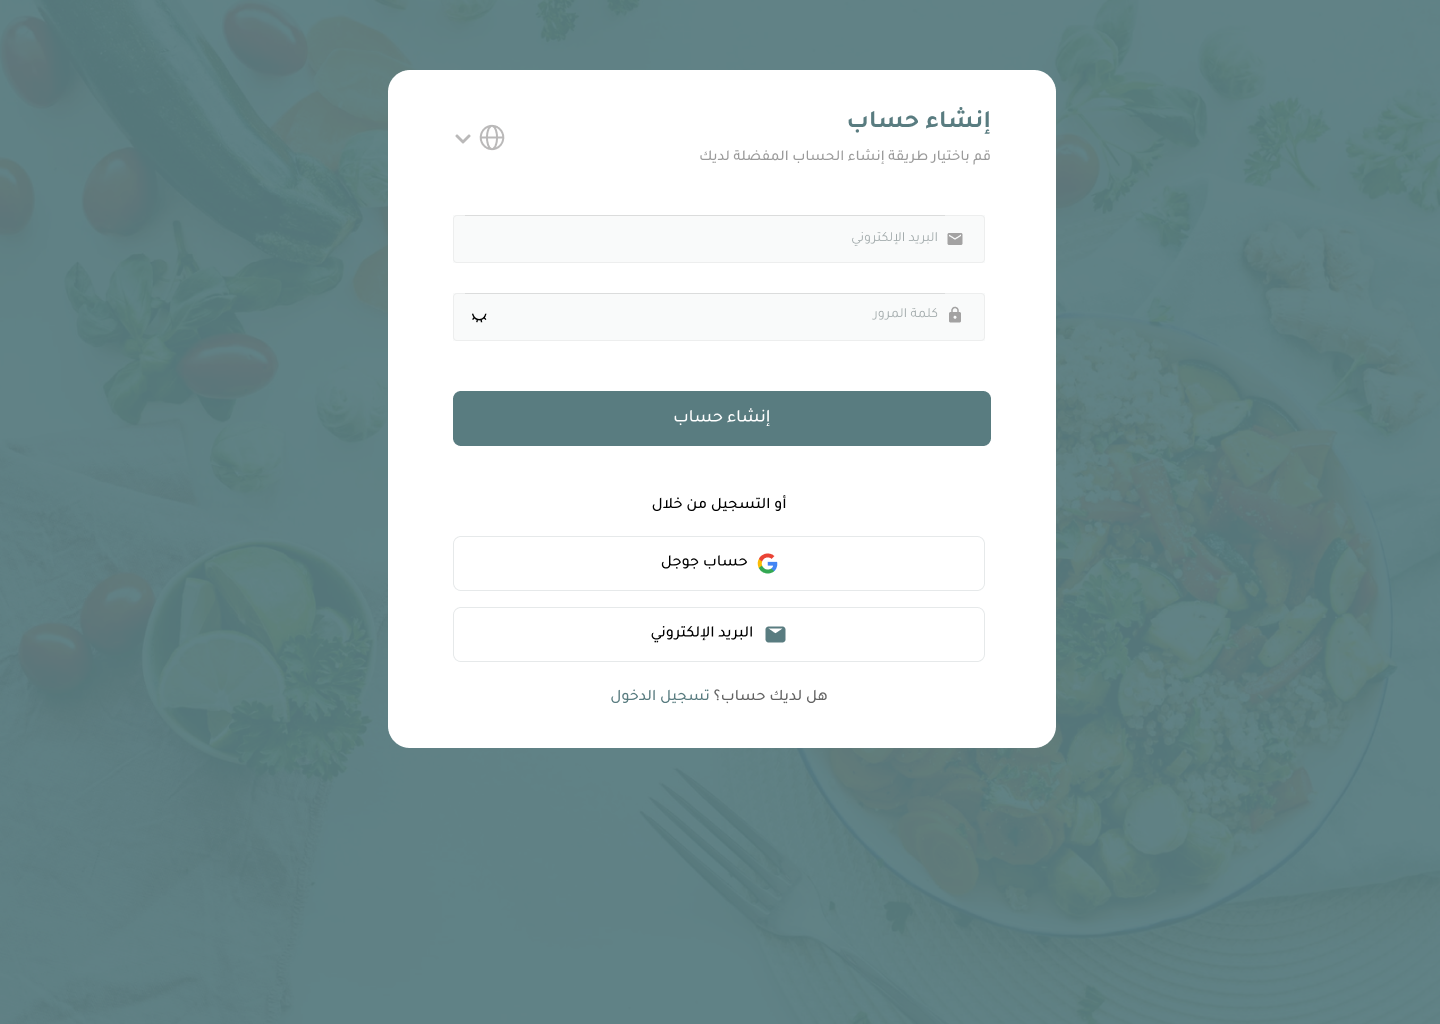 إنشاء حساب
قم باختيار طريقة إنشاء الحساب المفضلة لديك
البريد الإلكتروني
كلمة المرور
إنشاء حساب
أو التسجيل من خلال
حساب جوجل
البريد الإلكتروني
هل لديك حساب؟ تسجيل الدخول